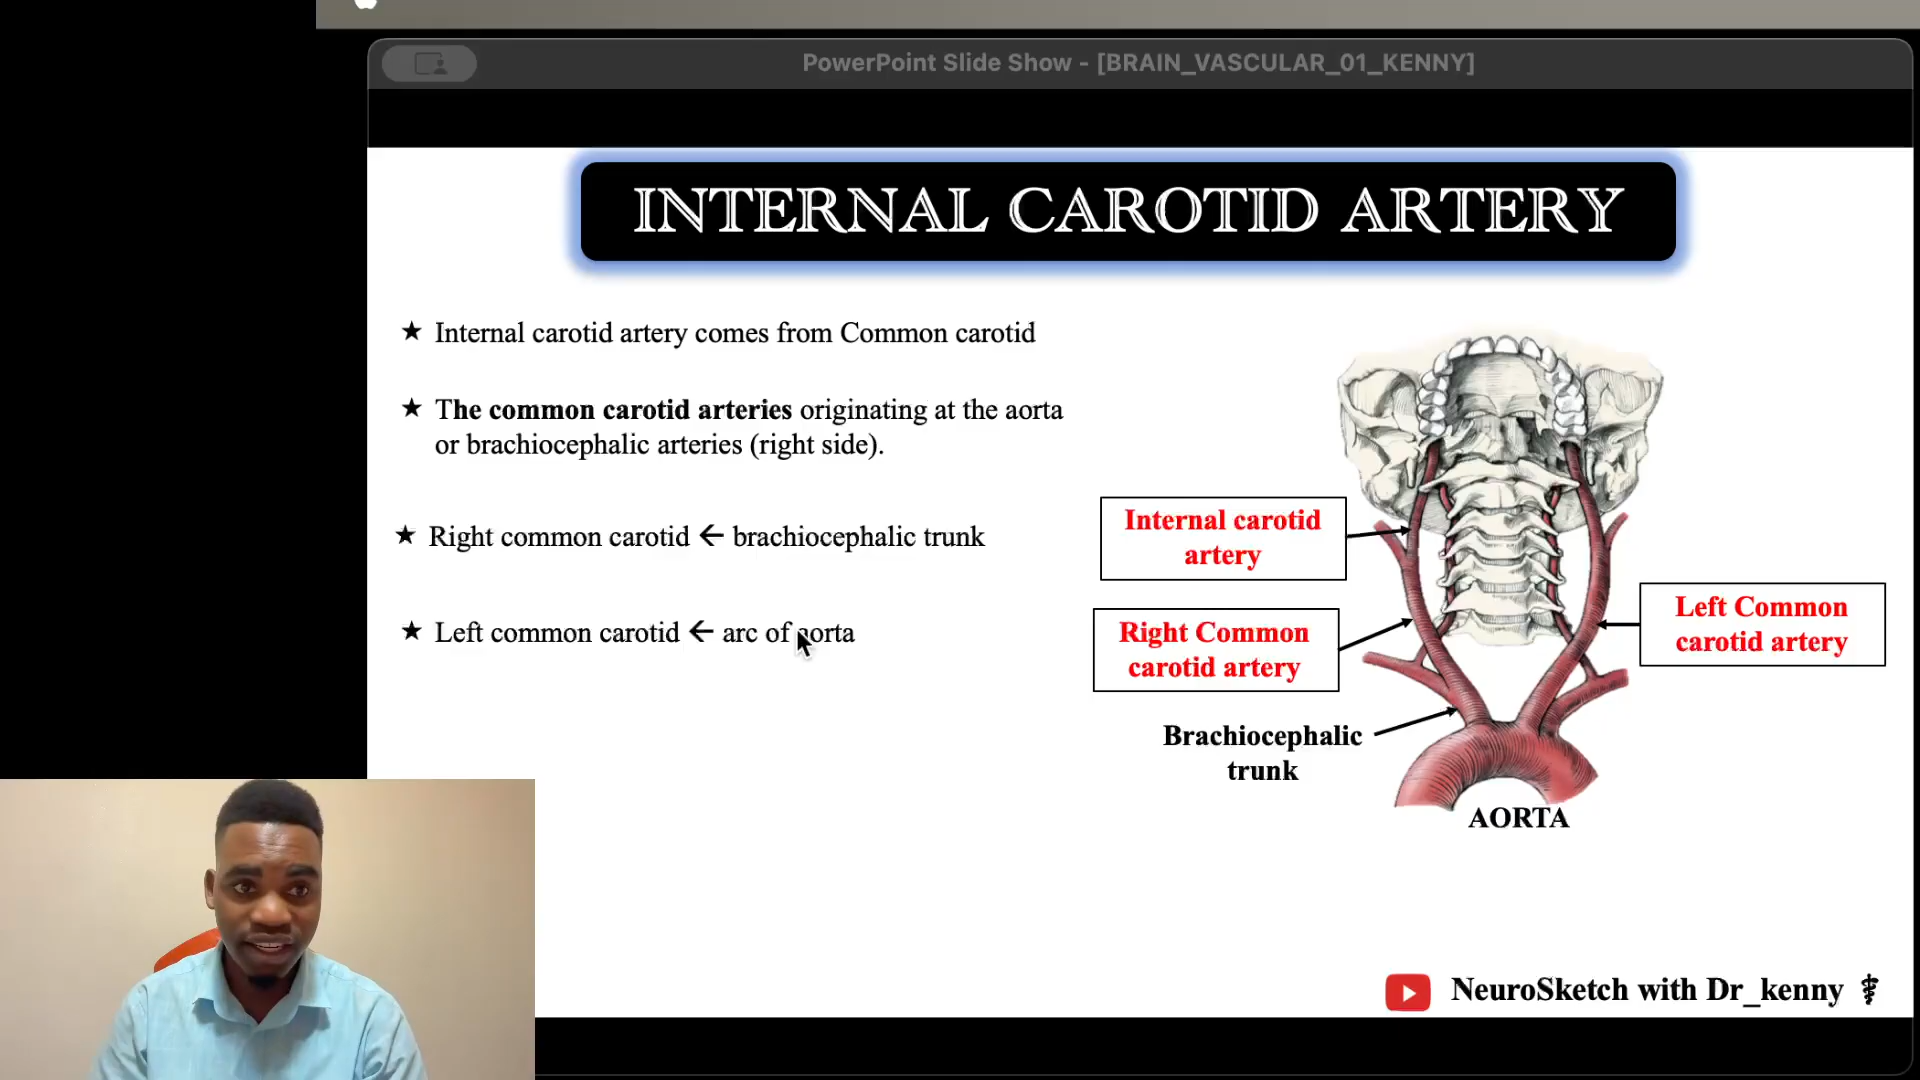 PowerPoint Slide Show - [BRAIN_VASCULAR_01_KENNY]
INTERNAL CAROTID ARTERY
★ Internal carotid artery comes from Common carotid
★ The common carotid arteries originating at the aorta
or brachiocephalic arteries (right side).
★ Right common carotid ← brachiocephalic trunk
★ Left common carotid ← arc of aorta
Internal carotid
artery
Right Common
carotid artery
Left Common
carotid artery
Brachiocephalic
trunk
AORTA
NeuroSketch with Dr_kenny